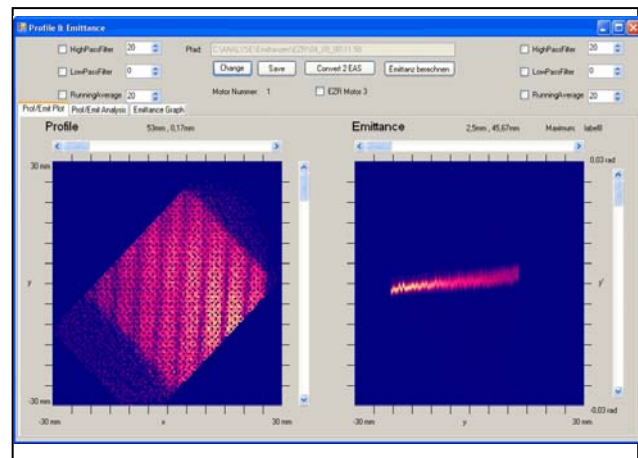 Profile & Emittance
HighPassFilter 20
LowPassFilter 0
RunningAverage 20
Pfad:
Change Save Convert 2 EAS Emittanz berechnen
Motor Nummer 1 EZR Motor 3
HighPassFilter 20
LowPassFilter 0
RunningAverage 20
Prof/Emit Plot Prof/Emit Analysis Emittance Graph
Profile 53mm , 0,17mm
30 mm
y
-30 mm
-30 mm x 30 mm
Emittance 2,5mm , 45,67mm Maximum label8
0,03 rad
y'
-0,03 rad
-30 mm y 30 mm